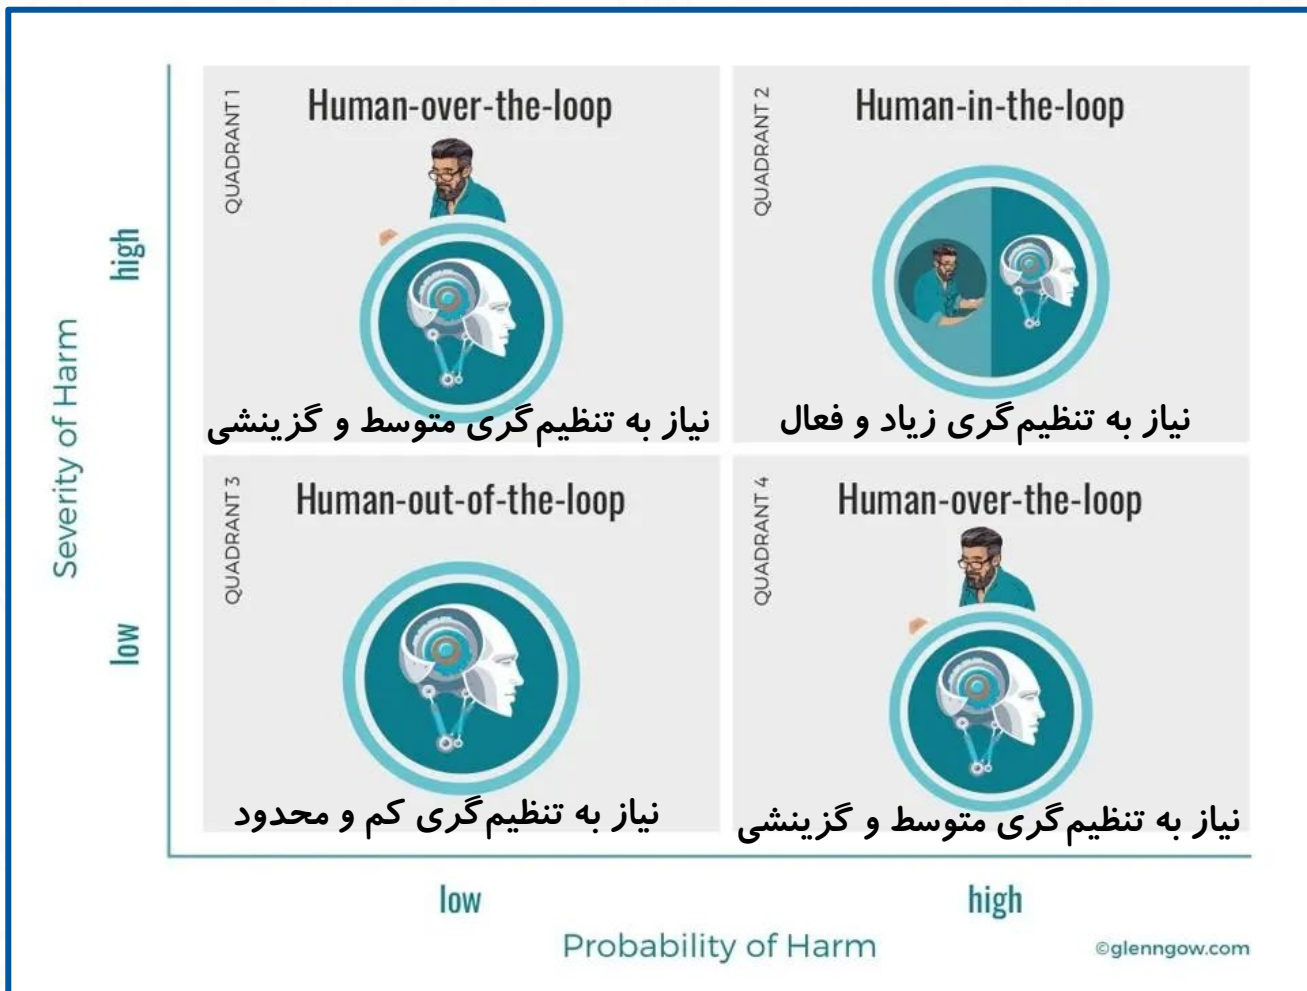 QUADRANT 1
Human-over-the-loop
نیاز به تنظیم‌گری متوسط و گزینشی
QUADRANT 2
Human-in-the-loop
نیاز به تنظیم‌گری زیاد و فعال
QUADRANT 3
Human-out-of-the-loop
نیاز به تنظیم‌گری کم و محدود
QUADRANT 4
Human-over-the-loop
نیاز به تنظیم‌گری متوسط و گزینشی
Severity of Harm
high
low
low
high
Probability of Harm
©glenngow.com